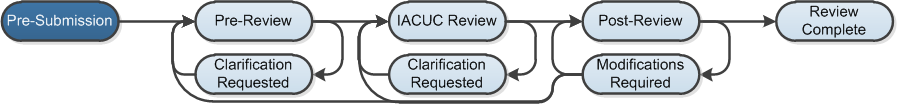 Pre-Submission
Pre-Review
IACUC Review
Post-Review
Review
Complete
Clarification
Requested
Clarification
Requested
Modifications
Required